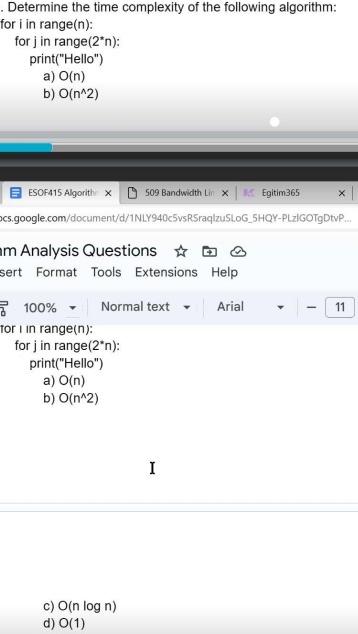 . Determine the time complexity of the following algorithm:
for i in range(n):
for j in range(2*n):
print("Hello")
a) O(n)
b) O(n^2)
ESOF415 Algorith
509 Bandwidth Lin
Egitim365
ocs.google.com/document/d/1NLY940c5vsRSraqIzuSLoG_5HQY-PLzlGOTgDtvP...
m Analysis Questions
sert Format Tools Extensions Help
100% Normal text Arial 11
for i in range(n):
for j in range(2*n):
print("Hello")
a) O(n)
b) O(n^2)
c) O(n log n)
d) O(1)